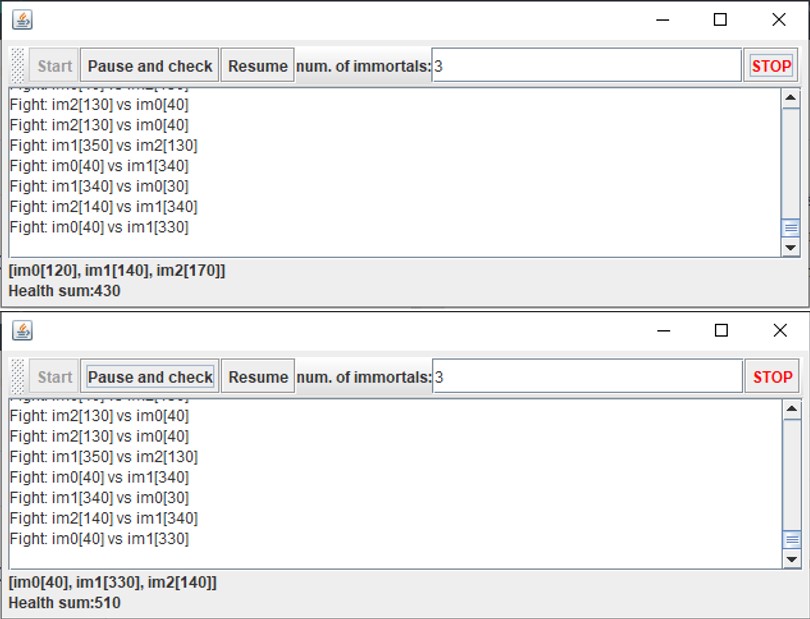 Start Pause and check Resume num. of immortals: 3 STOP
Fight: im2[130] vs im0[40]
Fight: im2[130] vs im0[40]
Fight: im1[350] vs im2[130]
Fight: im0[40] vs im1[340]
Fight: im1[340] vs im0[30]
Fight: im2[140] vs im1[340]
Fight: im0[40] vs im1[330]
[im0[120], im1[140], im2[170]]
Health sum:430
Start Pause and check Resume num. of immortals: 3 STOP
Fight: im2[130] vs im0[40]
Fight: im2[130] vs im0[40]
Fight: im1[350] vs im2[130]
Fight: im0[40] vs im1[340]
Fight: im1[340] vs im0[30]
Fight: im2[140] vs im1[340]
Fight: im0[40] vs im1[330]
[im0[40], im1[330], im2[140]]
Health sum:510